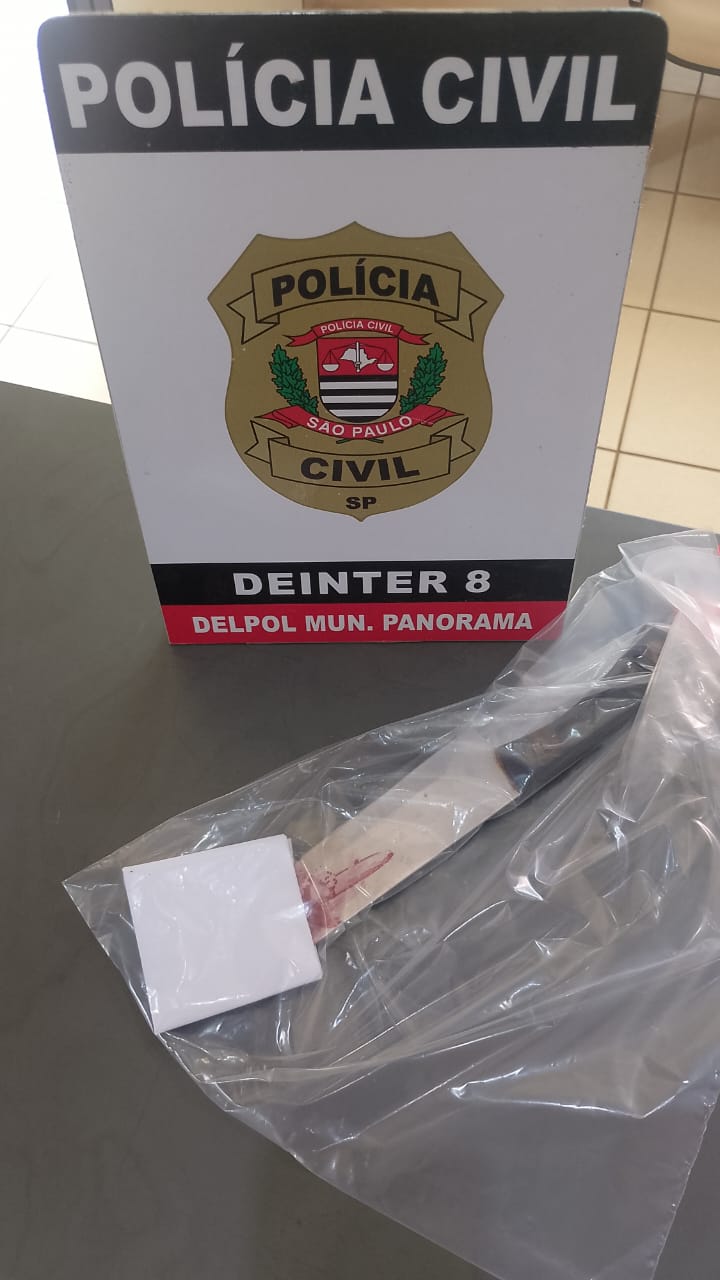 POLÍCIA CIVIL
POLÍCIA
POLÍCIA CIVIL
SÃO PAULO
CIVIL
SP
DEINTER 8
DELPOL MUN. PANORAMA